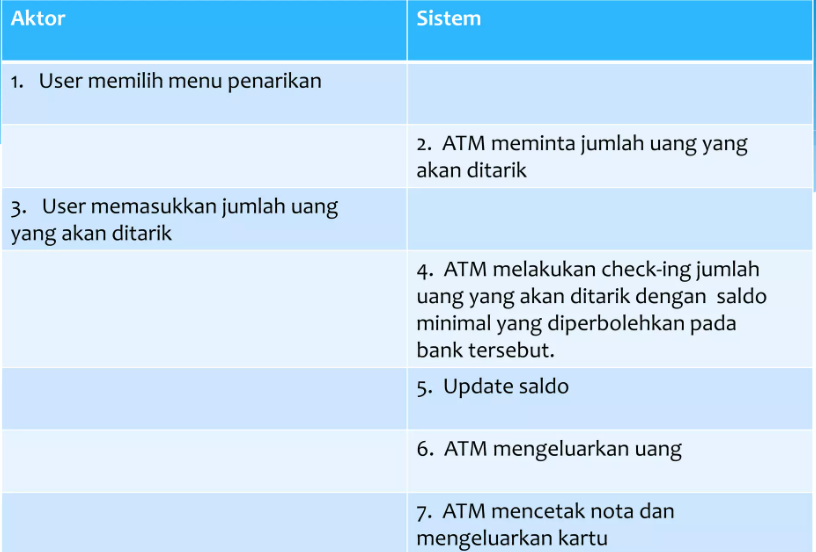 Aktor
Sistem
1. User memilih menu penarikan
2. ATM meminta jumlah uang yang
akan ditarik
3. User memasukkan jumlah uang
yang akan ditarik
4. ATM melakukan check-ing jumlah
uang yang akan ditarik dengan saldo
minimal yang diperbolehkan pada
bank tersebut.
5. Update saldo
6. ATM mengeluarkan uang
7. ATM mencetak nota dan
mengeluarkan kartu